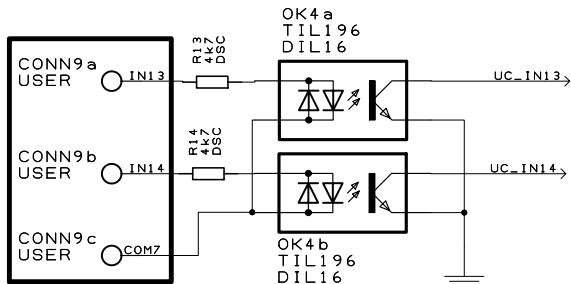 OK4a
TIL196
DIL16
CONN9a
USER
IN13
R13
4k7
DSC
UC_IN13
CONN9b
USER
IN14
R14
4k7
DSC
UC_IN14
CONN9c
USER
COM7
OK4b
TIL196
DIL16